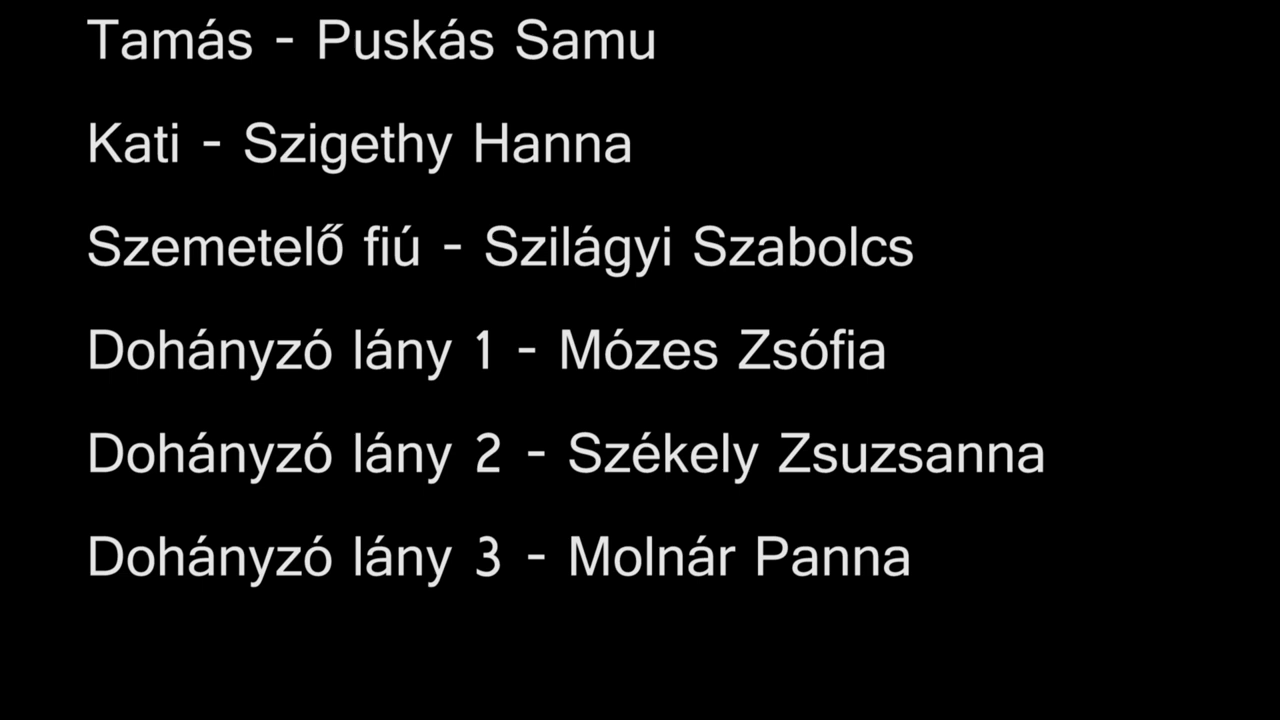 Tamás - Puskás Samu
Kati - Szigethy Hanna
Szemetelő fiú - Szilágyi Szabolcs
Dohányzó lány 1 - Mózes Zsófia
Dohányzó lány 2 - Székely Zsuzsanna
Dohányzó lány 3 - Molnár Panna